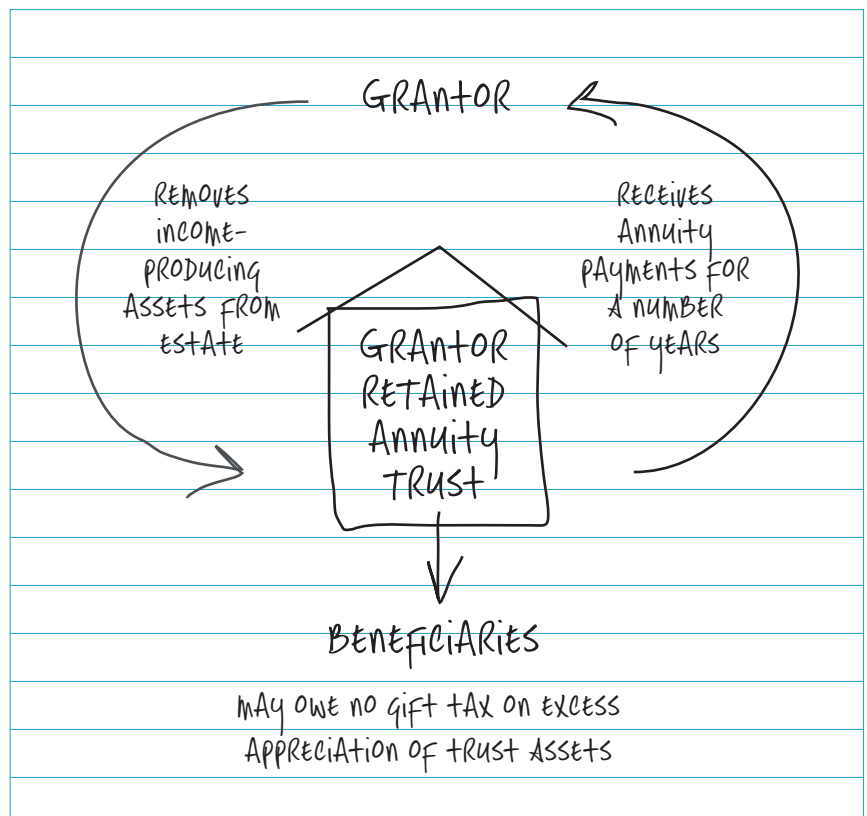 GRAntOR
REMOVES
inCOME-
PRODUCing
ASSEtS FROM
EStAtE
RECEiVES
Annuity
PAyMEntS FOR
A nuMBER
OF yEARS
GRAntOR
RETAinED
Annuity
TRUSt
BEnEFiCiARiES
MAy OwE nO giFt tAX On EXCESS
APPRECiAtiOn OF tRUSt ASSEtS